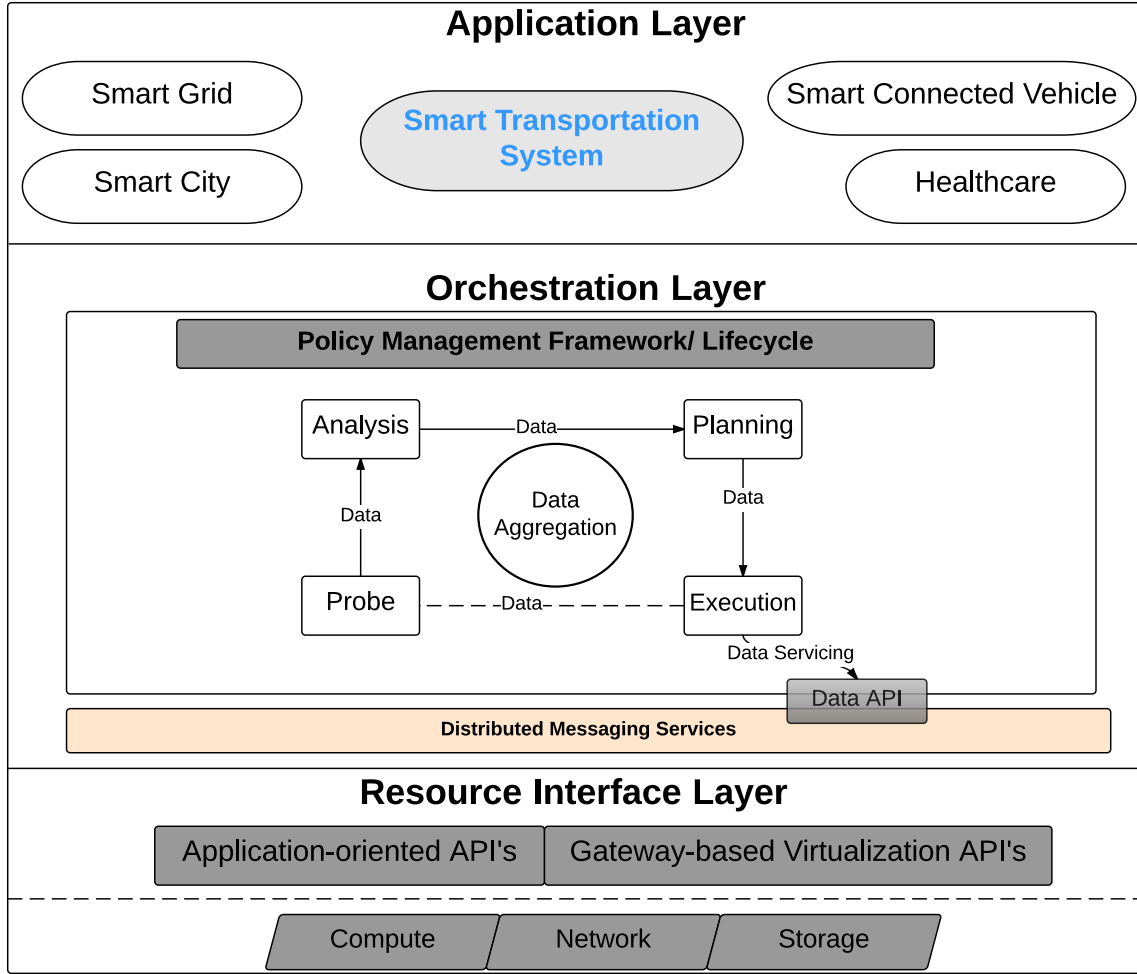 Application Layer
Smart Grid
Smart Connected Vehicle
Smart Transportation
System
Smart City
Healthcare
Orchestration Layer
Policy Management Framework/ Lifecycle
Analysis
Data
Planning
Data
Data
Data
Aggregation
Probe
Data
Execution
Data Servicing
Data API
Distributed Messaging Services
Resource Interface Layer
Application-oriented API's
Gateway-based Virtualization API's
Compute
Network
Storage